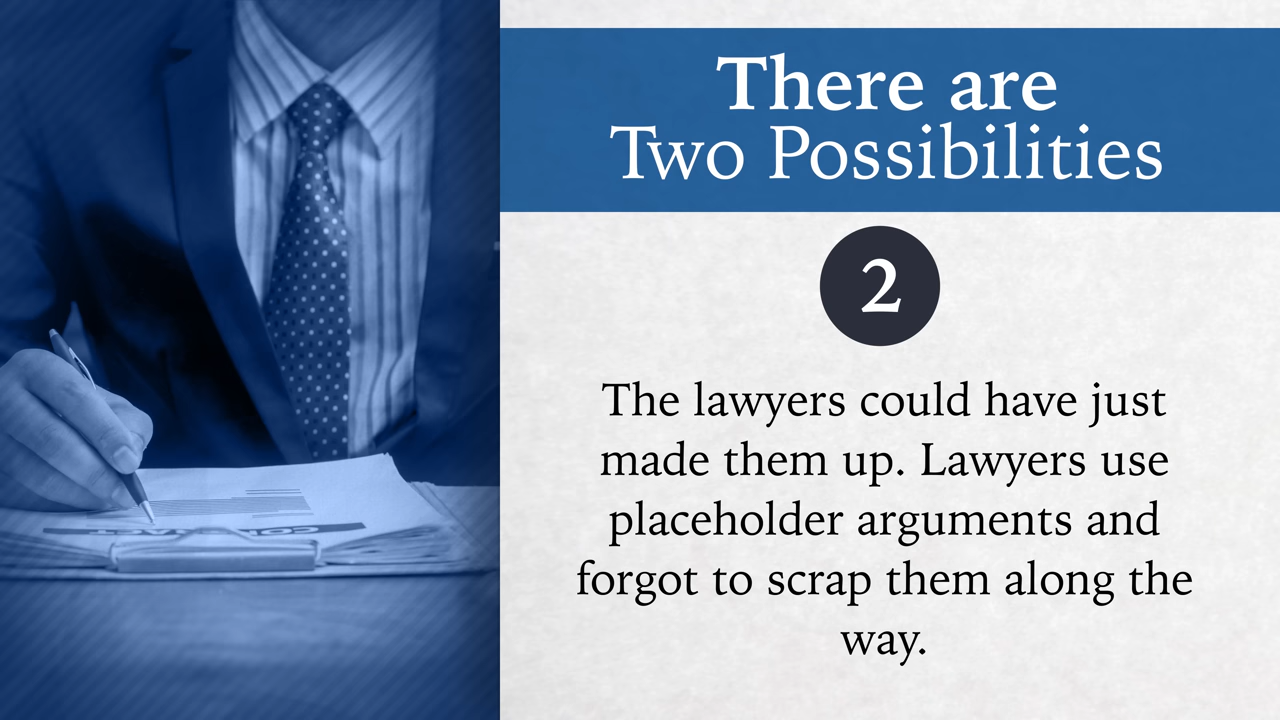 There are
Two Possibilities
2
The lawyers could have just
made them up. Lawyers use
placeholder arguments and
forgot to scrap them along the
way.